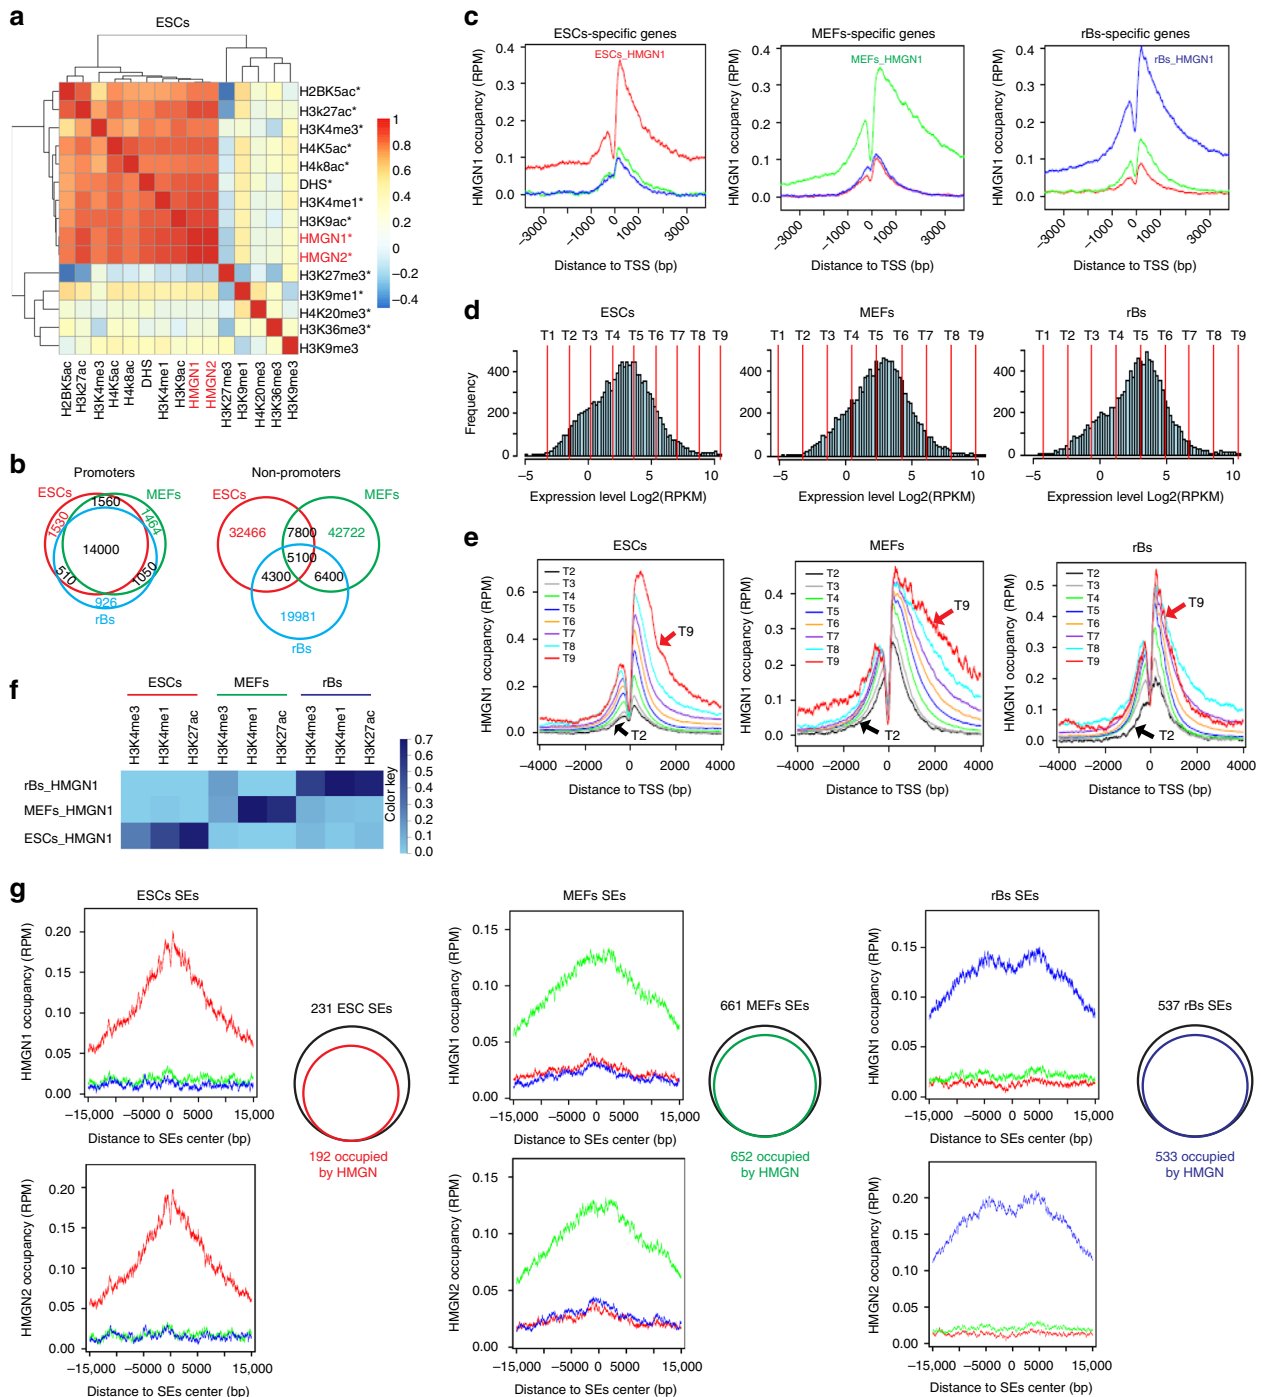 a
ESCs
H2BK5ac*
H3k27ac*
H3K4me3*
H4K5ac*
H4k8ac*
DHS*
H3K4me1*
H3K9ac*
HMGN1*
HMGN2*
H3K27me3*
H3K9me1*
H4K20me3*
H3K36me3*
H3K9me3
1
0.8
0.6
0.4
0.2
0
−0.2
−0.4
H2BK5ac
H3k27ac
H3K4me3
H4K5ac
H4k8ac
DHS
H3K4me1
H3K9ac
HMGN1
HMGN2
H3K27me3
H3K9me1
H4K20me3
H3K36me3
H3K9me3
b
Promoters
Non-promoters
ESCs
MEFs
1560
1530
1464
14000
510
1050
926
rBs
ESCs
MEFs
32466
7800
42722
5100
4300
6400
19981
rBs
c
ESCs-specific genes
MEFs-specific genes
rBs-specific genes
HMGN1 occupancy (RPM)
0.4
0.3
0.2
0.1
0.0
ESCs_HMGN1
−3000
−1000
0
1000
3000
Distance to TSS (bp)
HMGN1 occupancy (RPM)
0.4
0.3
0.2
0.1
0.0
MEFs_HMGN1
−3000
−1000
0
1000
3000
Distance to TSS (bp)
HMGN1 occupancy (RPM)
0.4
0.3
0.2
0.1
0.0
rBs_HMGN1
−3000
−1000
0
1000
3000
Distance to TSS (bp)
d
ESCs
MEFs
rBs
T1 T2 T3 T4 T5 T6 T7 T8 T9
T1 T2 T3 T4 T5 T6 T7 T8 T9
T1 T2 T3 T4 T5 T6 T7 T8 T9
Frequency
400
200
0
−5 0 5 10
Expression level Log2(RPKM)
400
200
0
−5 0 5 10
Expression level Log2(RPKM)
400
200
0
−5 0 5 10
Expression level Log2(RPKM)
e
ESCs
MEFs
rBs
HMGN1 occupancy (RPM)
0.6
0.4
0.2
0.0
T2
T3
T4
T5
T6
T7
T8
T9
T9
T2
−4000 −2000 0 2000 4000
Distance to TSS (bp)
HMGN1 occupancy (RPM)
0.4
0.3
0.2
0.1
0.0
T2
T3
T4
T5
T6
T7
T8
T9
T9
T2
−4000 −2000 0 2000 4000
Distance to TSS (bp)
HMGN1 occupancy (RPM)
0.5
0.4
0.3
0.2
0.1
0.0
T2
T3
T4
T5
T6
T7
T8
T9
T9
T2
−4000 −2000 0 2000 4000
Distance to TSS (bp)
f
ESCs
MEFs
rBs
H3K4me3
H3K4me1
H3K27ac
H3K4me3
H3K4me1
H3K27ac
H3K4me3
H3K4me1
H3K27ac
rBs_HMGN1
MEFs_HMGN1
ESCs_HMGN1
Color key
0.7
0.6
0.5
0.4
0.3
0.2
0.1
0.0
g
ESCs SEs
MEFs SEs
rBs SEs
HMGN1 occupancy (RPM)
0.20
0.15
0.10
0.05
0.00
−15,000 −5000 0 5000 15,000
Distance to SEs center (bp)
231 ESC SEs
192 occupied
by HMGN
HMGN1 occupancy (RPM)
0.15
0.10
0.05
0.00
−15,000 −5000 0 5000 15,000
Distance to SEs center (bp)
661 MEFs SEs
652 occupied
by HMGN
HMGN1 occupancy (RPM)
0.15
0.10
0.05
0.00
−15,000 −5000 0 5000 15,000
Distance to SEs center (bp)
537 rBs SEs
533 occupied
by HMGN
HMGN2 occupancy (RPM)
0.20
0.15
0.10
0.05
0.00
−15,000 −5000 0 5000 15,000
Distance to SEs center (bp)
HMGN2 occupancy (RPM)
0.15
0.10
0.05
0.00
−15,000 −5000 0 5000 15,000
Distance to SEs center (bp)
HMGN2 occupancy (RPM)
0.20
0.15
0.10
0.05
0.00
−15,000 −5000 0 5000 15,000
Distance to SEs center (bp)